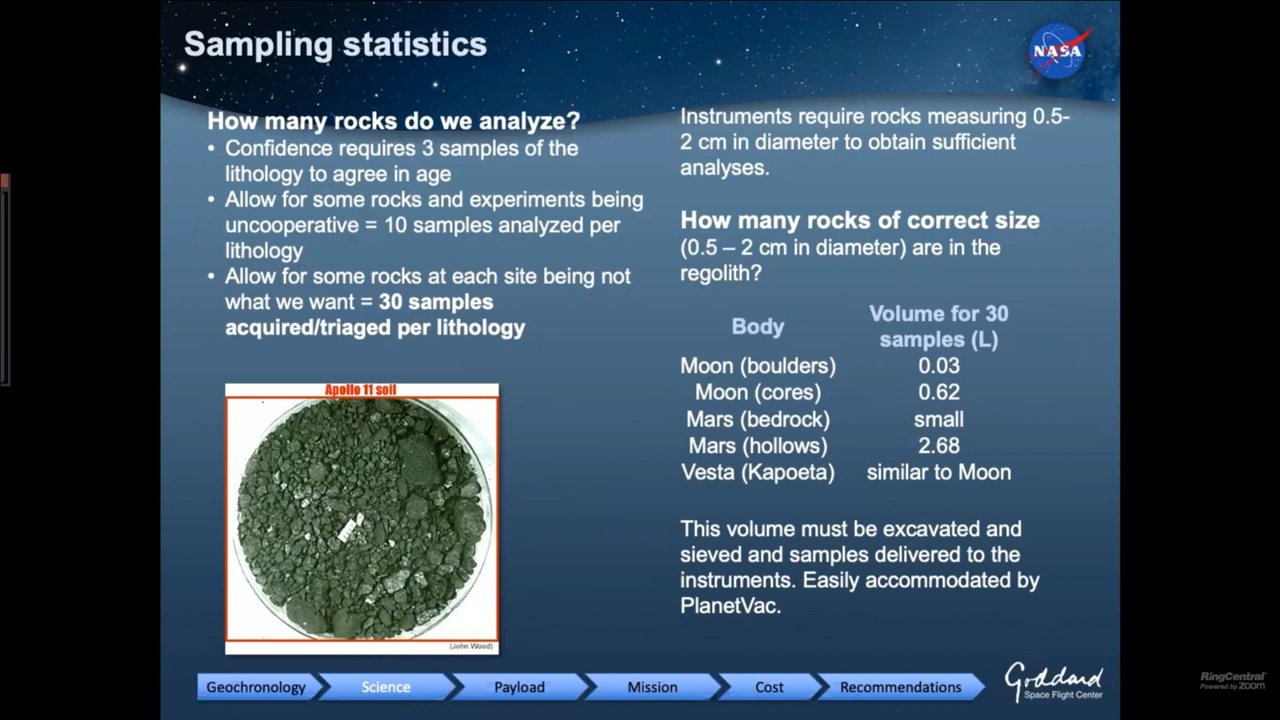 Sampling statistics
NASA
How many rocks do we analyze?
• Confidence requires 3 samples of the
lithology to agree in age
• Allow for some rocks and experiments being
uncooperative = 10 samples analyzed per
lithology
• Allow for some rocks at each site being not
what we want = 30 samples
acquired/triaged per lithology
Apollo 11 soil
(John Wood)
Instruments require rocks measuring 0.5-
2 cm in diameter to obtain sufficient
analyses.
How many rocks of correct size
(0.5 – 2 cm in diameter) are in the
regolith?
Body Volume for 30
samples (L)
Moon (boulders) 0.03
Moon (cores) 0.62
Mars (bedrock) small
Mars (hollows) 2.68
Vesta (Kapoeta) similar to Moon
This volume must be excavated and
sieved and samples delivered to the
instruments. Easily accommodated by
PlanetVac.
Geochronology Science Payload Mission Cost Recommendations
Goddard
Space Flight Center
RingCentral
Powered by zoom